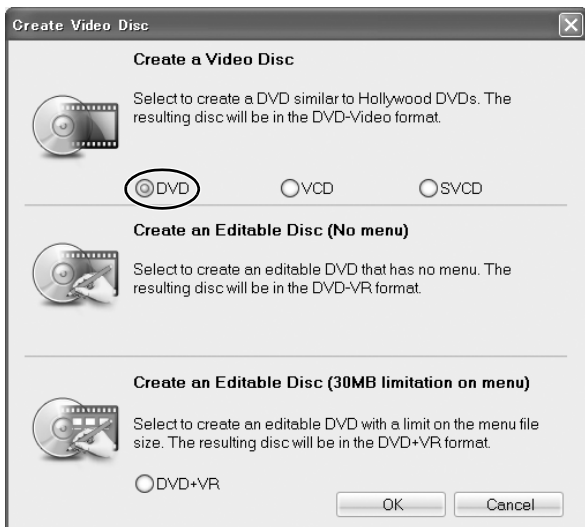 Create Video Disc
Create a Video Disc
Select to create a DVD similar to Hollywood DVDs. The
resulting disc will be in the DVD-Video format.
DVD VCD SVCD
Create an Editable Disc (No menu)
Select to create an editable DVD that has no menu. The
resulting disc will be in the DVD-VR format.
Create an Editable Disc (30MB limitation on menu)
Select to create an editable DVD with a limit on the menu file
size. The resulting disc will be in the DVD+VR format.
DVD+VR
OK Cancel